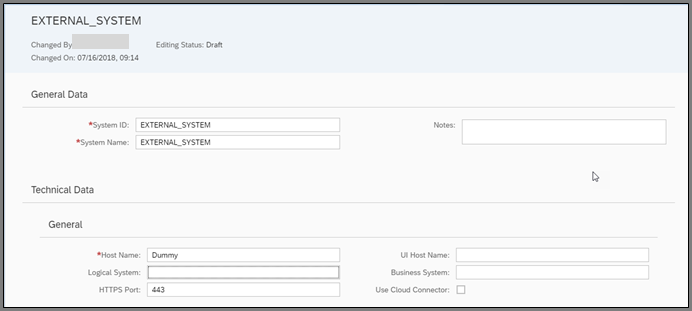 EXTERNAL_SYSTEM
Changed By
Editing Status: Draft
Changed On: 07/16/2018, 09:14
General Data
*System ID: EXTERNAL_SYSTEM
Notes:
*System Name: EXTERNAL_SYSTEM
Technical Data
General
*Host Name: Dummy
UI Host Name:
Logical System:
Business System:
HTTPS Port: 443
Use Cloud Connector: